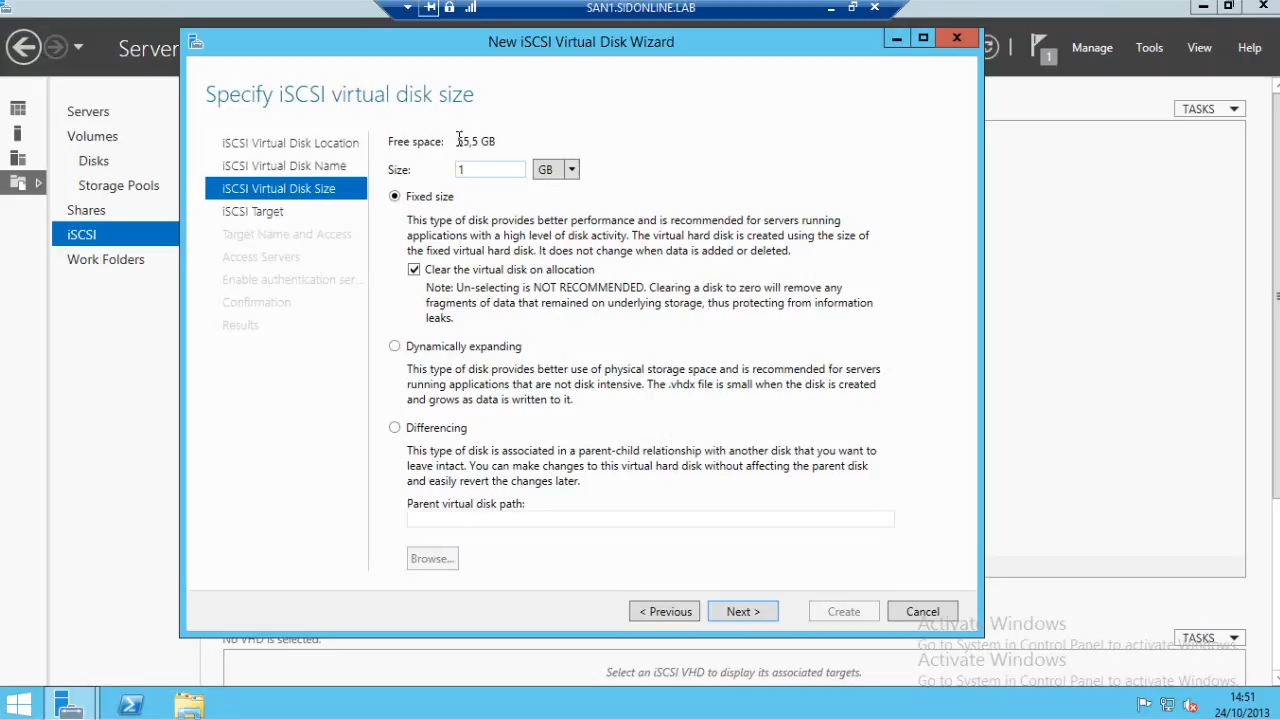 SAN1.SIDONLINE.LAB
Server
1
Manage
Tools
View
Help
New iSCSI Virtual Disk Wizard
Specify iSCSI virtual disk size
Servers
Volumes
Disks
Storage Pools
Shares
iSCSI
Work Folders
iSCSI Virtual Disk Location
iSCSI Virtual Disk Name
iSCSI Virtual Disk Size
iSCSI Target
Target Name and Access
Access Servers
Enable authentication ser...
Confirmation
Results
Free space: 5,5 GB
Size: 1 GB
Fixed size
This type of disk provides better performance and is recommended for servers running
applications with a high level of disk activity. The virtual hard disk is created using the size of
the fixed virtual hard disk. It does not change when data is added or deleted.
Clear the virtual disk on allocation
Note: Un-selecting is NOT RECOMMENDED. Clearing a disk to zero will remove any
fragments of data that remained on underlying storage, thus protecting from information
leaks.
Dynamically expanding
This type of disk provides better use of physical storage space and is recommended for servers
running applications that are not disk intensive. The .vhdx file is small when the disk is created
and grows as data is written to it.
Differencing
This type of disk is associated in a parent-child relationship with another disk that you want to
leave intact. You can make changes to this virtual hard disk without affecting the parent disk
and easily revert the changes later.
Parent virtual disk path:
Browse...
< Previous
Next >
Create
Cancel
TASKS
No VHD is selected.
TASKS
Select an iSCSI VHD to display its associated targets.
Activate Windows
Go to System in Control Panel to activate Windows.
Activate Windows
Go to System in Control Panel to activate Windows.
14:51
24/10/2013